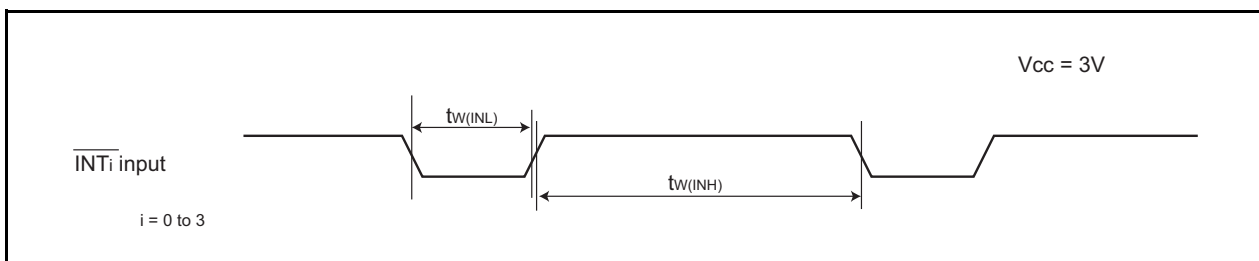 Vcc = 3V
tW(INL)
INTi input
tW(INH)
i = 0 to 3